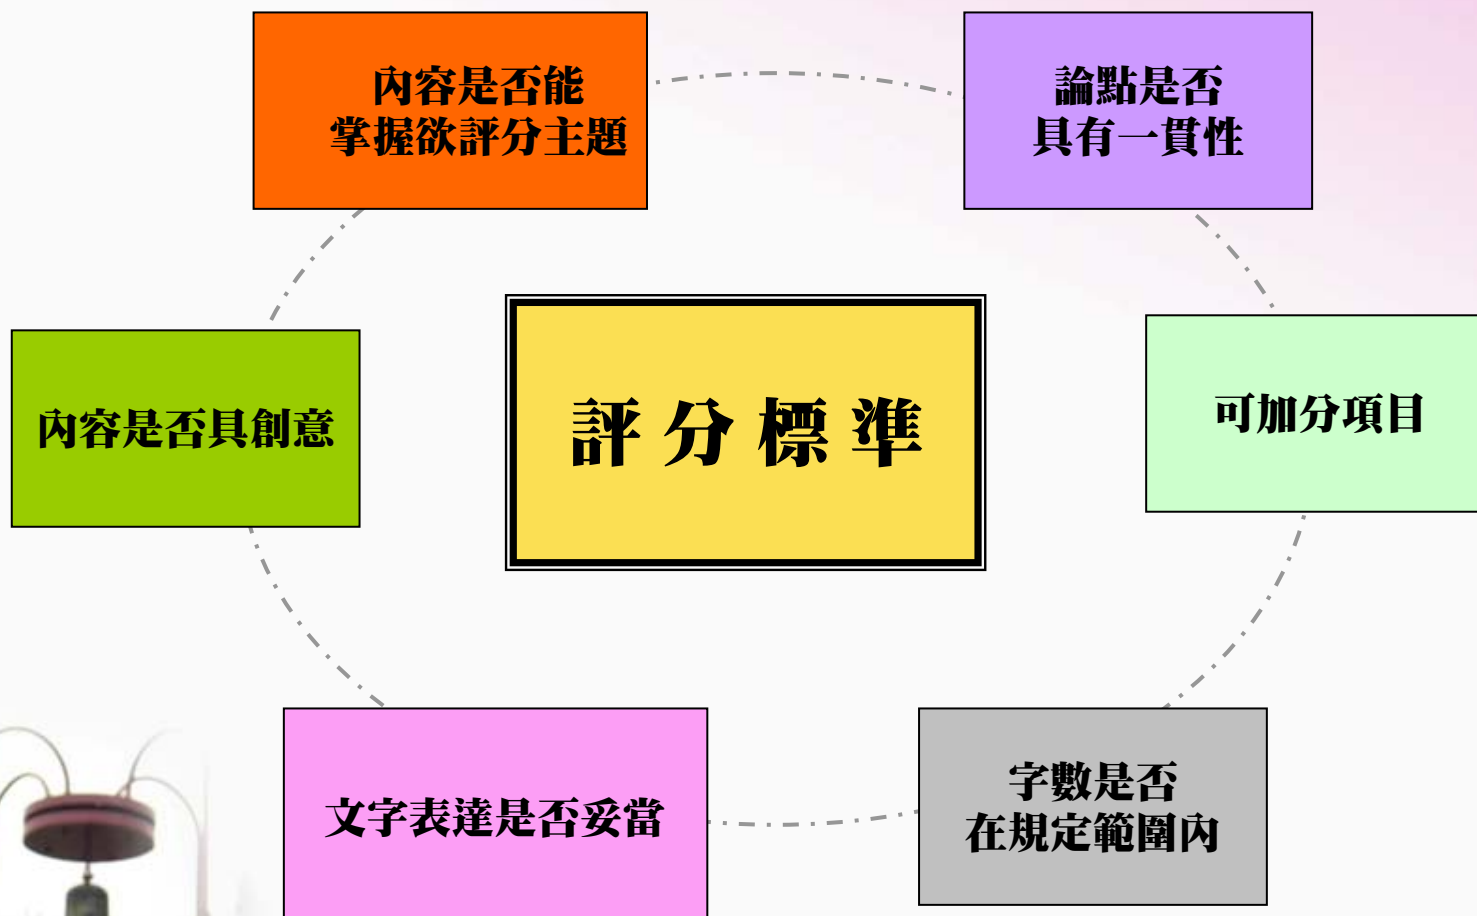 內容是否能
掌握欲評分主題
論點是否
具有一貫性
內容是否具創意
評分標準
可加分項目
文字表達是否妥當
字數是否
在規定範圍內